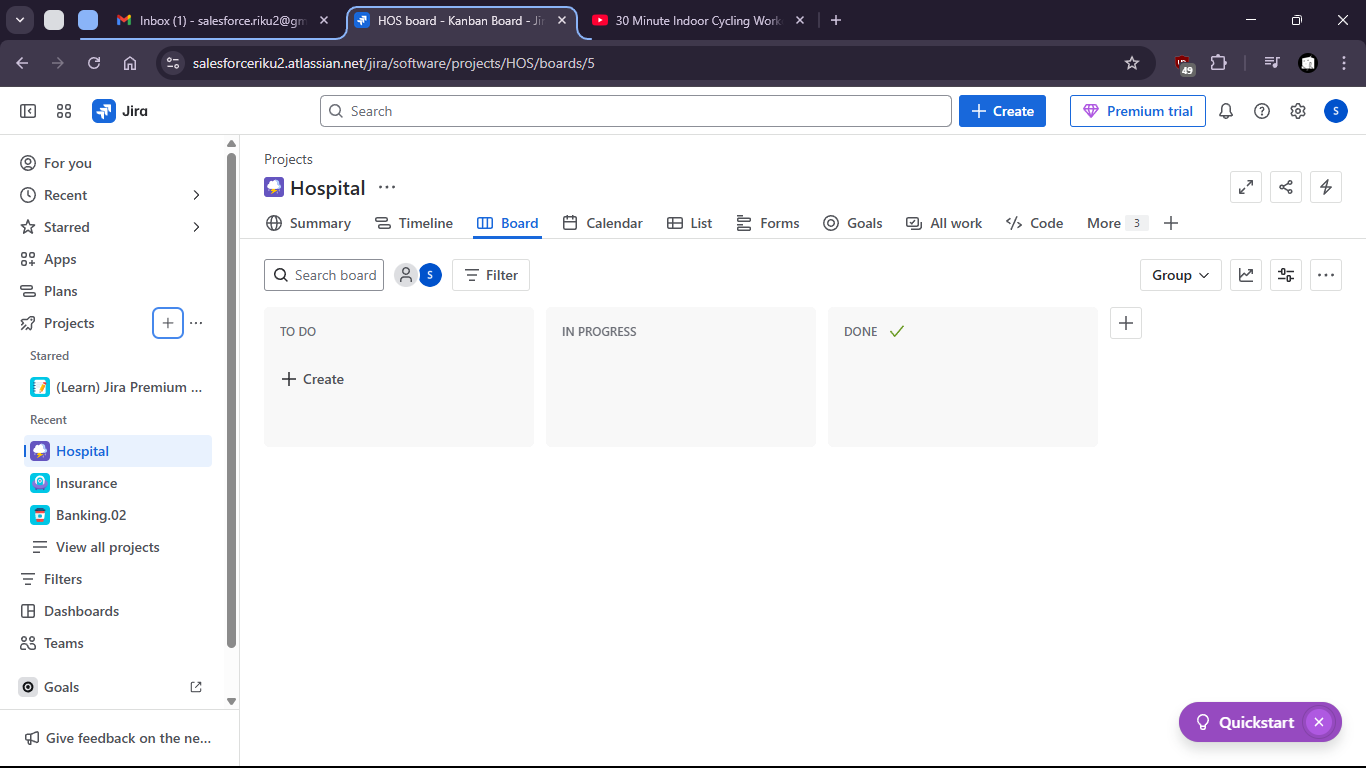 Inbox (1) - salesforce.riku2@gm
HOS board - Kanban Board - Ji
30 Minute Indoor Cycling Work
salesforceriku2.atlassian.net/jira/software/projects/HOS/boards/5
49
Jira
Search
Create
Premium trial
S
For you
Recent
Starred
Apps
Plans
Projects
Starred
(Learn) Jira Premium ...
Recent
Hospital
Insurance
Banking.02
View all projects
Filters
Dashboards
Teams
Goals
Give feedback on the ne...
Projects
Hospital
Summary
Timeline
Board
Calendar
List
Forms
Goals
All work
Code
More 3
Search board
S
Filter
Group
TO DO
IN PROGRESS
DONE
Create
Quickstart